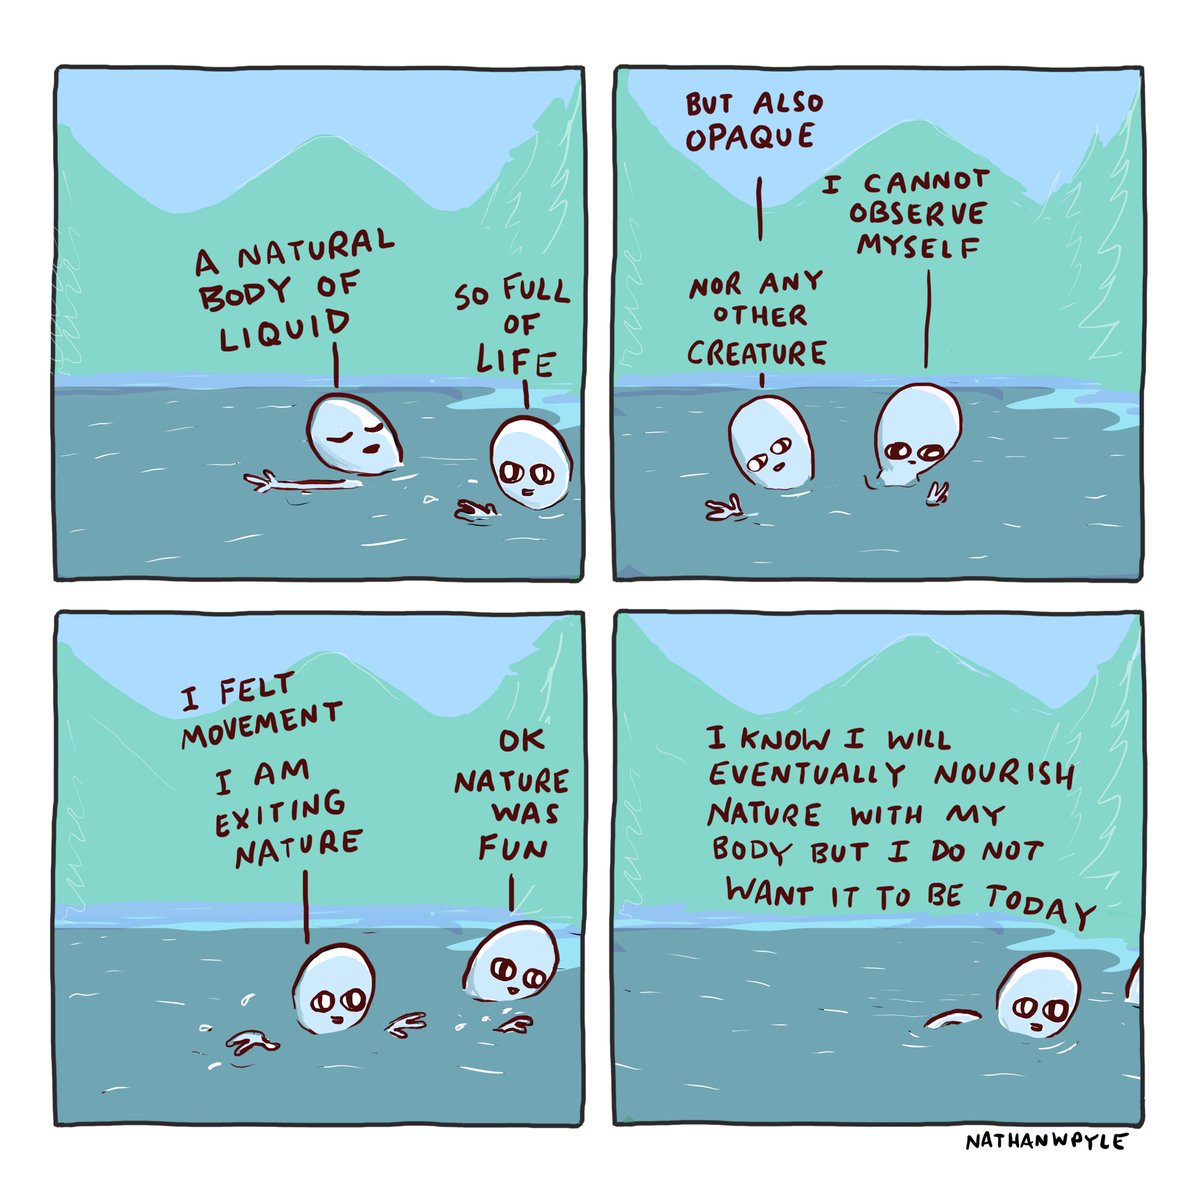 A NATURAL
BODY OF
LIQUID
SO FULL
OF
LIFE
BUT ALSO
OPAQUE
I CANNOT
OBSERVE
MYSELF
NOR ANY
OTHER
CREATURE
I FELT
MOVEMENT
I AM
EXITING
NATURE
OK
NATURE
WAS
FUN
I KNOW I WILL
EVENTUALLY NOURISH
NATURE WITH MY
BODY BUT I DO NOT
WANT IT TO BE TODAY
NATHANWPYLE